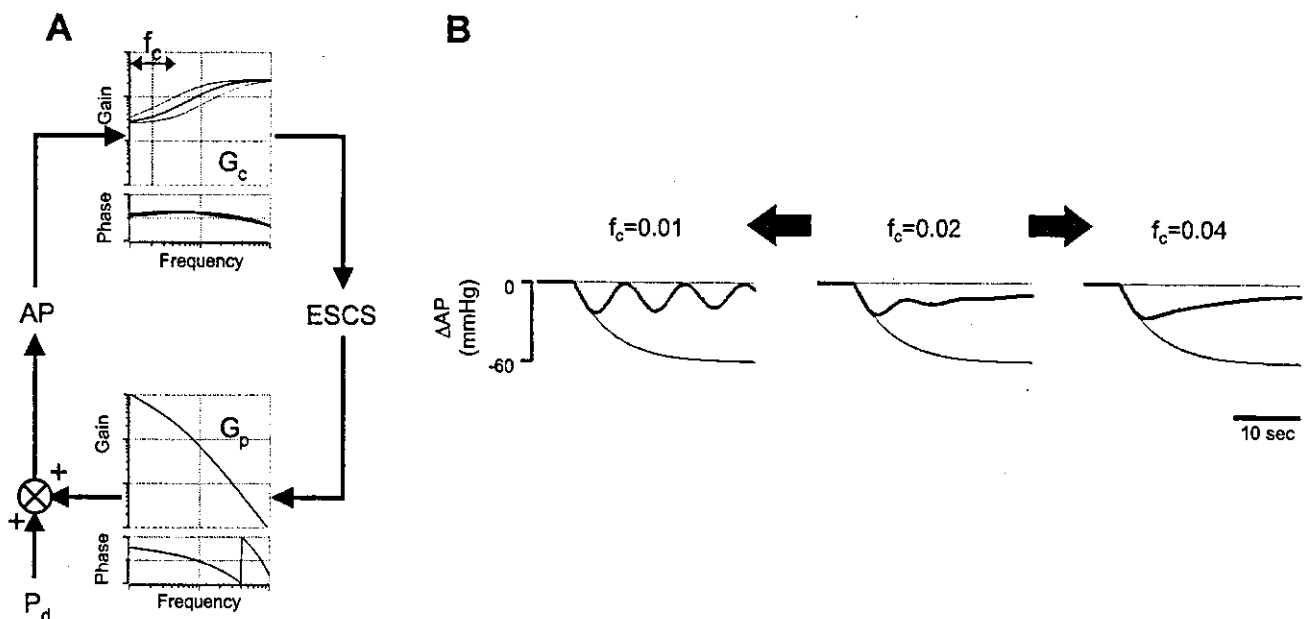 A
f_c
Gain
G_c
Phase
Frequency
AP
ESCS
Gain
G_p
+
+
Phase
Frequency
P_d
B
f_c=0.01
f_c=0.02
f_c=0.04
ΔAP
(mmHg)
0
-60
10 sec